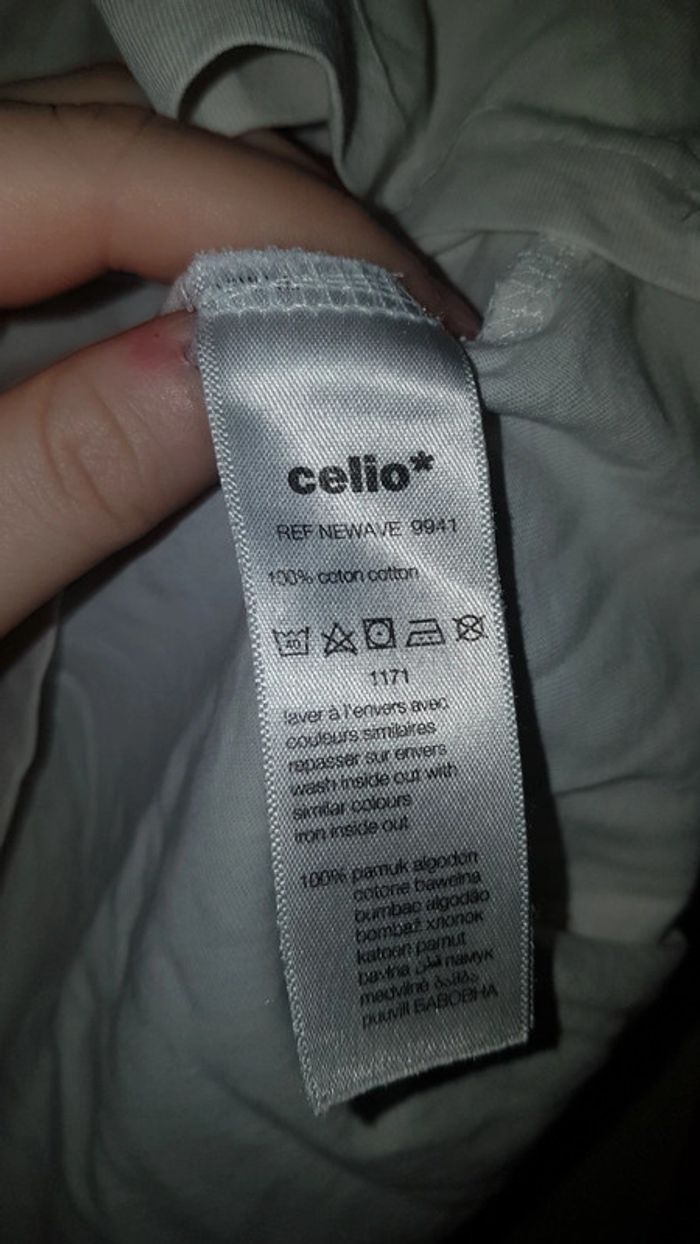 celio*
REF NEWAVE 9941
100% coton cotton
40
1171
laver à l'envers avec
couleurs similaires
repasser sur envers
wash inside out with
similar colours
iron inside out
100% pamuk algodón
cotone bawełna
bumbac algodão
bombaž хлопок
katoen pamut
bavlna قطن памук
medvilnė
puuvill БАВОВНА